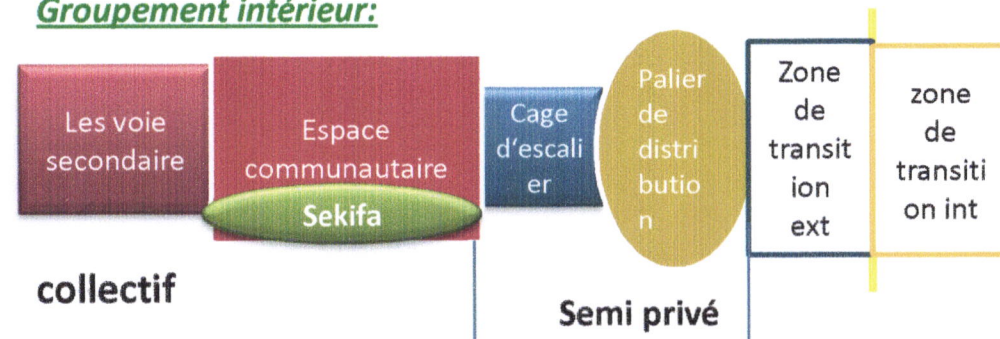 Groupement intérieur:
Les voie
secondaire
Espace
communautaire
Sekifa
Cage
d'escali
er
Palier
de
distri
butio
n
Zone
de
transit
ion
ext
zone
de
transiti
on int
collectif
Semi privé